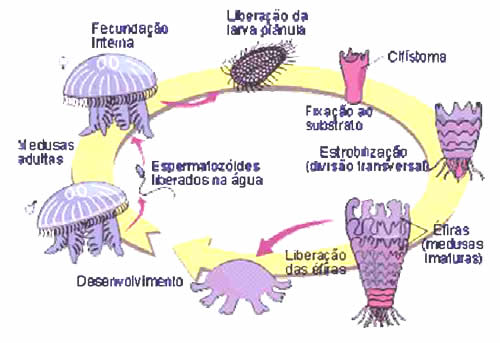 Liberação da
larva plânula
Fecundação
interna
♀
Cifístoma
Fixação ao
substrato
Medusas
adultas
Espermatozóides
liberados na água
Estrobilização
(divisão transversal)
♂
Éfiras
(medusas
imaturas)
Liberação
das éfiras
Desenvolvimento